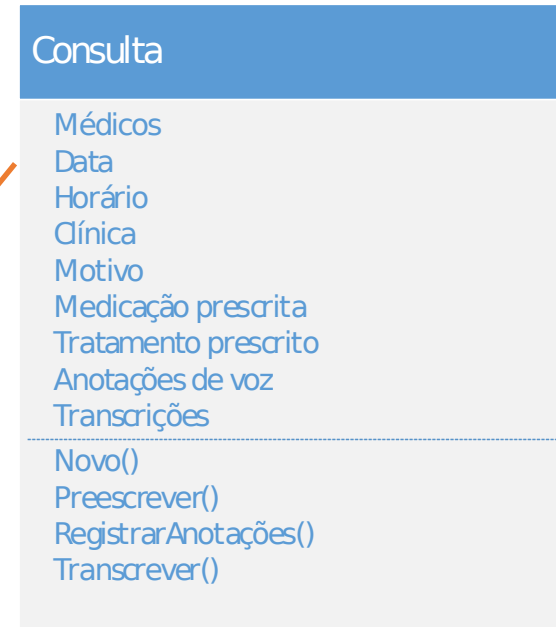 Consulta
Médicos
Data
Horário
Clínica
Motivo
Medicação prescrita
Tratamento prescrito
Anotações de voz
Transcrições
Novo()
Preescrever()
RegistrarAnotações()
Transcrever()